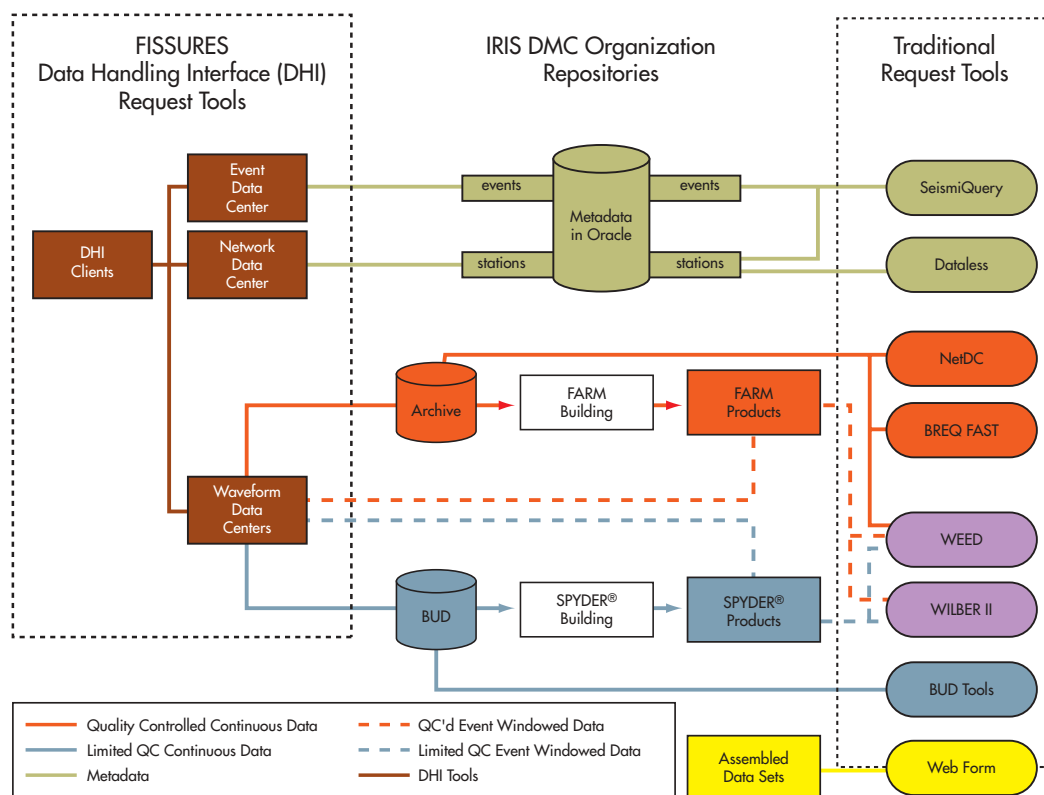 FISSURES
Data Handling Interface (DHI)
Request Tools
IRIS DMC Organization
Repositories
Traditional
Request Tools
Event
Data
Center
events
events
Metadata
in Oracle
SeismiQuery
DHI
Clients
Network
Data
Center
stations
stations
Dataless
NetDC
Archive
FARM
Building
FARM
Products
BREQ FAST
Waveform
Data
Centers
WEED
BUD
SPYDER®
Building
SPYDER®
Products
WILBER II
BUD Tools
Quality Controlled Continuous Data
Limited QC Continuous Data
Metadata
QC'd Event Windowed Data
Limited QC Event Windowed Data
DHI Tools
Assembled
Data Sets
Web Form